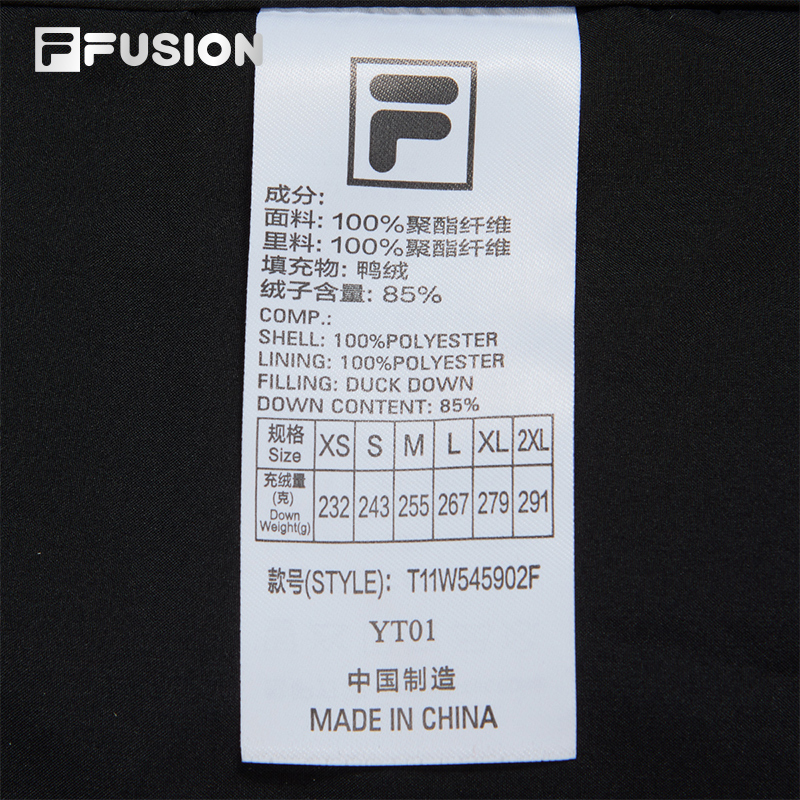 FUSION
成分:
面料: 100%聚酯纤维
里料: 100%聚酯纤维
填充物: 鸭绒
绒子含量: 85%
COMP.:
SHELL: 100%POLYESTER
LINING: 100%POLYESTER
FILLING: DUCK DOWN
DOWN CONTENT: 85%
规格 Size XS S M L XL 2XL
充绒量(克) Down Weight(g) 232 243 255 267 279 291
款号(STYLE): T11W545902F
YT01
中国制造
MADE IN CHINA